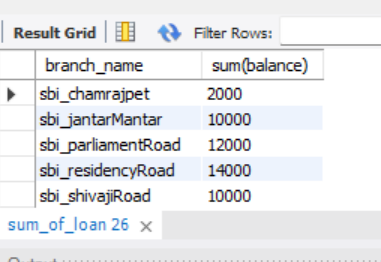 Result Grid Filter Rows:
branch_name sum(balance)
sbi_chamrajpet 2000
sbi_jantarMantar 10000
sbi_parliamentRoad 12000
sbi_residencyRoad 14000
sbi_shivajiRoad 10000
sum_of_loan 26 ×